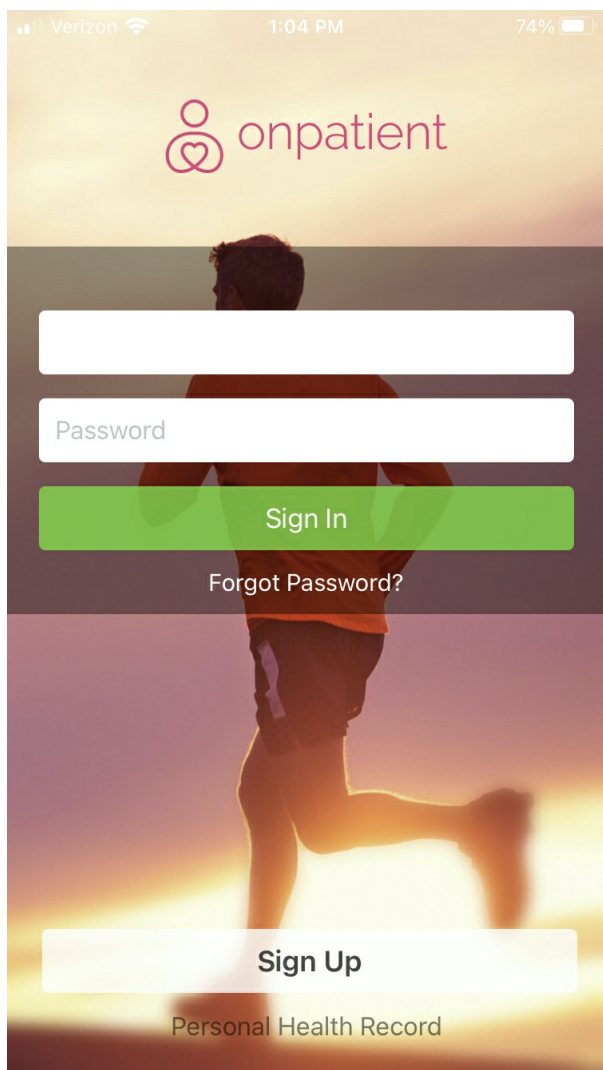 Verizon 1:04 PM 74%
onpatient
Password
Sign In
Forgot Password?
Sign Up
Personal Health Record